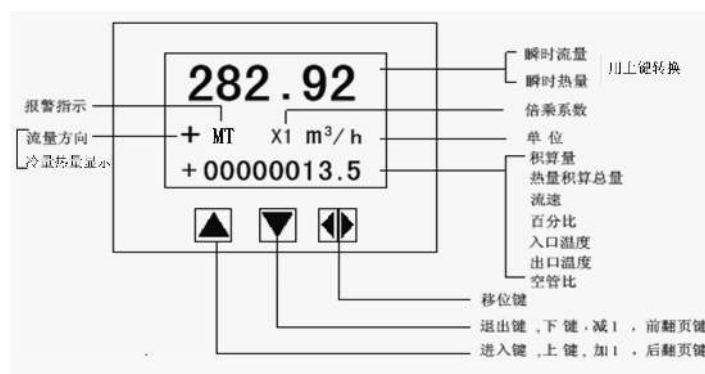 瞬时流量
282.92
瞬时热量
用上键转换
报警指示
倍乘系数
流量方向
+ MT X1 m³/h
单位
冷量热量显示
+00000013.5
积算量
热量积算总量
流速
百分比
入口温度
出口温度
空管比
移位键
退出键,下键,减1,前翻页键
进入键,上键,加1,后翻页键